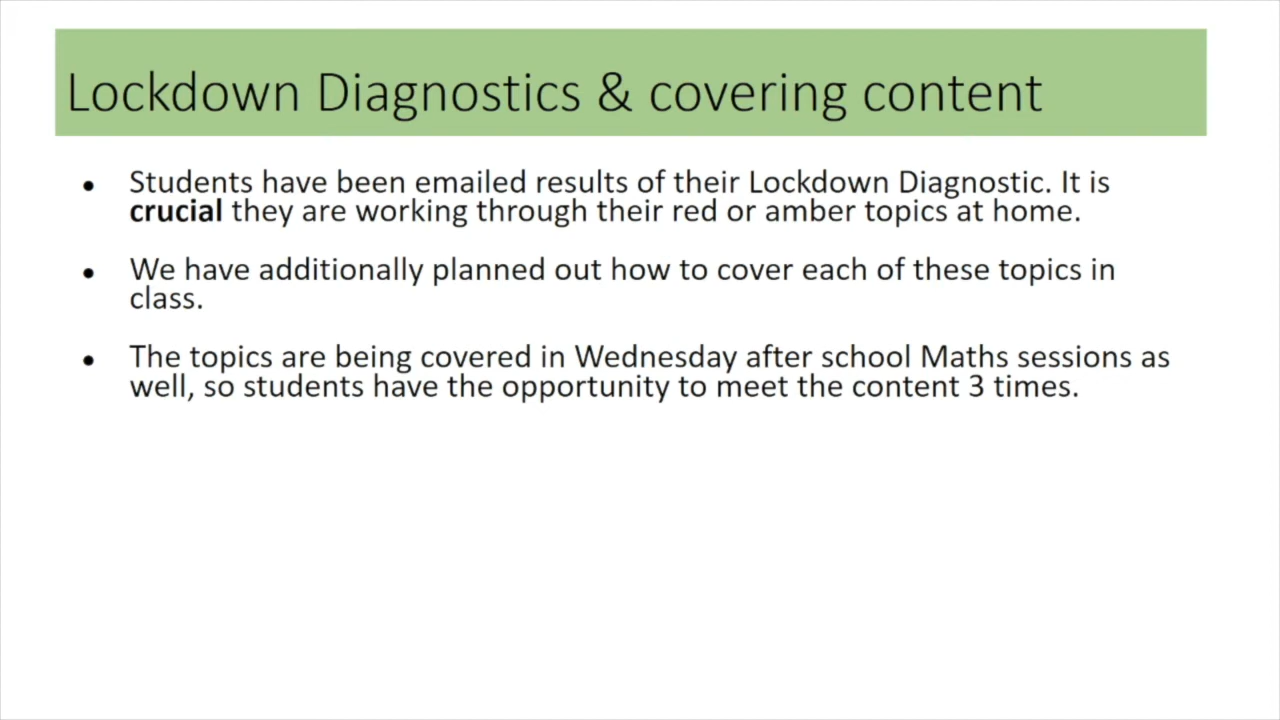 Lockdown Diagnostics & covering content
• Students have been emailed results of their Lockdown Diagnostic. It is
crucial they are working through their red or amber topics at home.
• We have additionally planned out how to cover each of these topics in
class.
• The topics are being covered in Wednesday after school Maths sessions as
well, so students have the opportunity to meet the content 3 times.